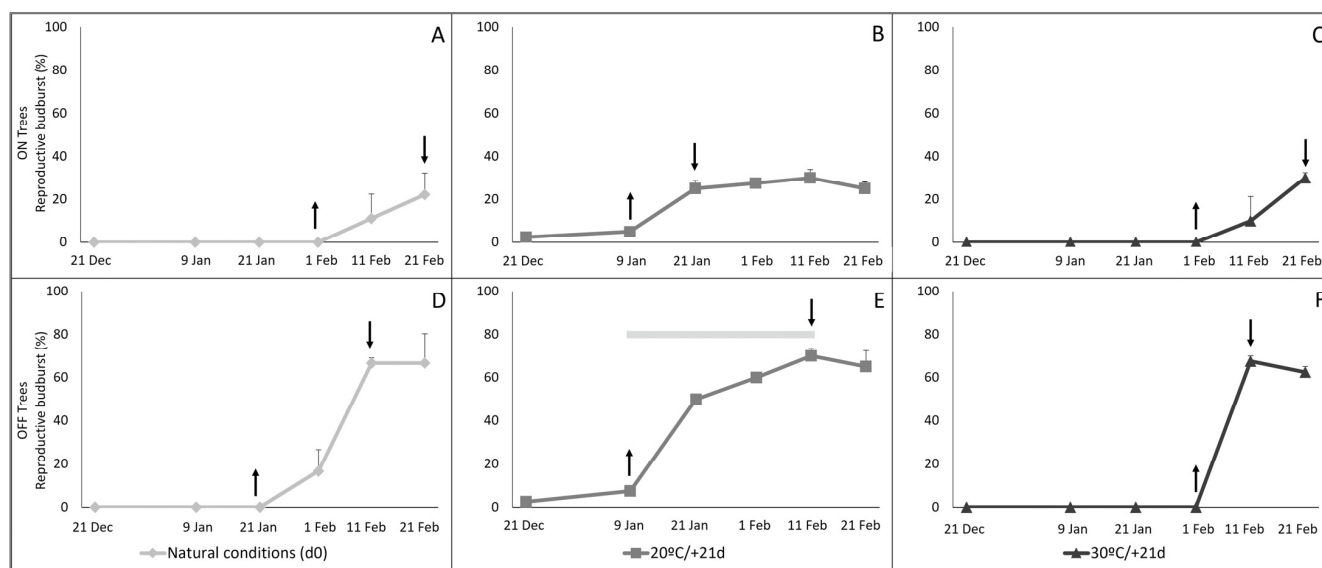 ON Trees
Reproductive budburst (%)
A
100
80
60
40
20
0
21 Dec 9 Jan 21 Jan 1 Feb 11 Feb 21 Feb
B
100
80
60
40
20
0
21 Dec 9 Jan 21 Jan 1 Feb 11 Feb 21 Feb
C
100
80
60
40
20
0
21 Dec 9 Jan 21 Jan 1 Feb 11 Feb 21 Feb
OFF Trees
Reproductive budburst (%)
D
100
80
60
40
20
0
21 Dec 9 Jan 21 Jan 1 Feb 11 Feb 21 Feb
Natural conditions (d0)
E
100
80
60
40
20
0
21 Dec 9 Jan 21 Jan 1 Feb 11 Feb 21 Feb
20ºC/+21d
F
100
80
60
40
20
0
21 Dec 9 Jan 21 Jan 1 Feb 11 Feb 21 Feb
30ºC/+21d